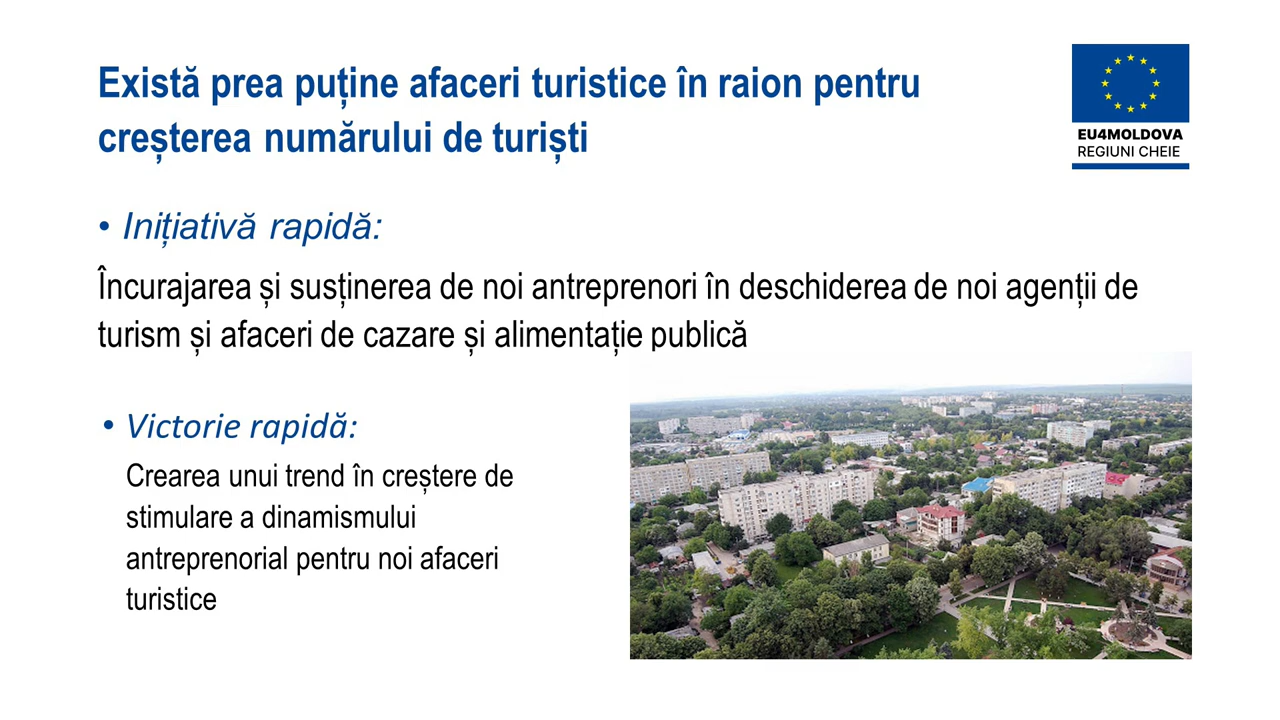 Există prea puține afaceri turistice în raion pentru
creșterea numărului de turiști
EU4MOLDOVA
REGIUNI CHEIE
• Inițiativă rapidă:
Încurajarea și susținerea de noi antreprenori în deschiderea de noi agenții de
turism și afaceri de cazare și alimentație publică
• Victorie rapidă:
Crearea unui trend în creștere de
stimulare a dinamismului
antreprenorial pentru noi afaceri
turistice